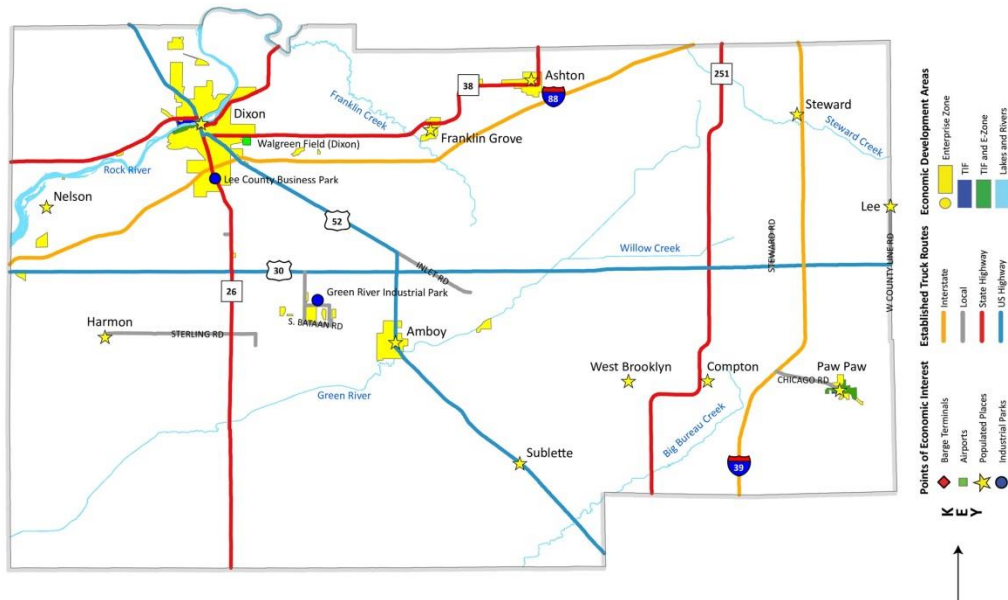 Dixon
Walgreen Field (Dixon)
Lee County Business Park
Rock River
Nelson
Franklin Creek
Franklin Grove
38
Ashton
88
251
Steward
Steward Creek
Lee
W COUNTY LINE RD
52
INLET RD
Willow Creek
STEWARD RD
30
26
Green River Industrial Park
S. BATAAN RD
Harmon
STERLING RD
Amboy
Green River
West Brooklyn
Compton
CHICAGO RD
Paw Paw
Big Bureau Creek
Sublette
39
KEY
Points of Economic Interest
Barge Terminals
Airports
Populated Places
Industrial Parks
Established Truck Routes
Interstate
Local
State Highway
US Highway
Economic Development Areas
Enterprise Zone
TIF
TIF and E-Zone
Lakes and Rivers